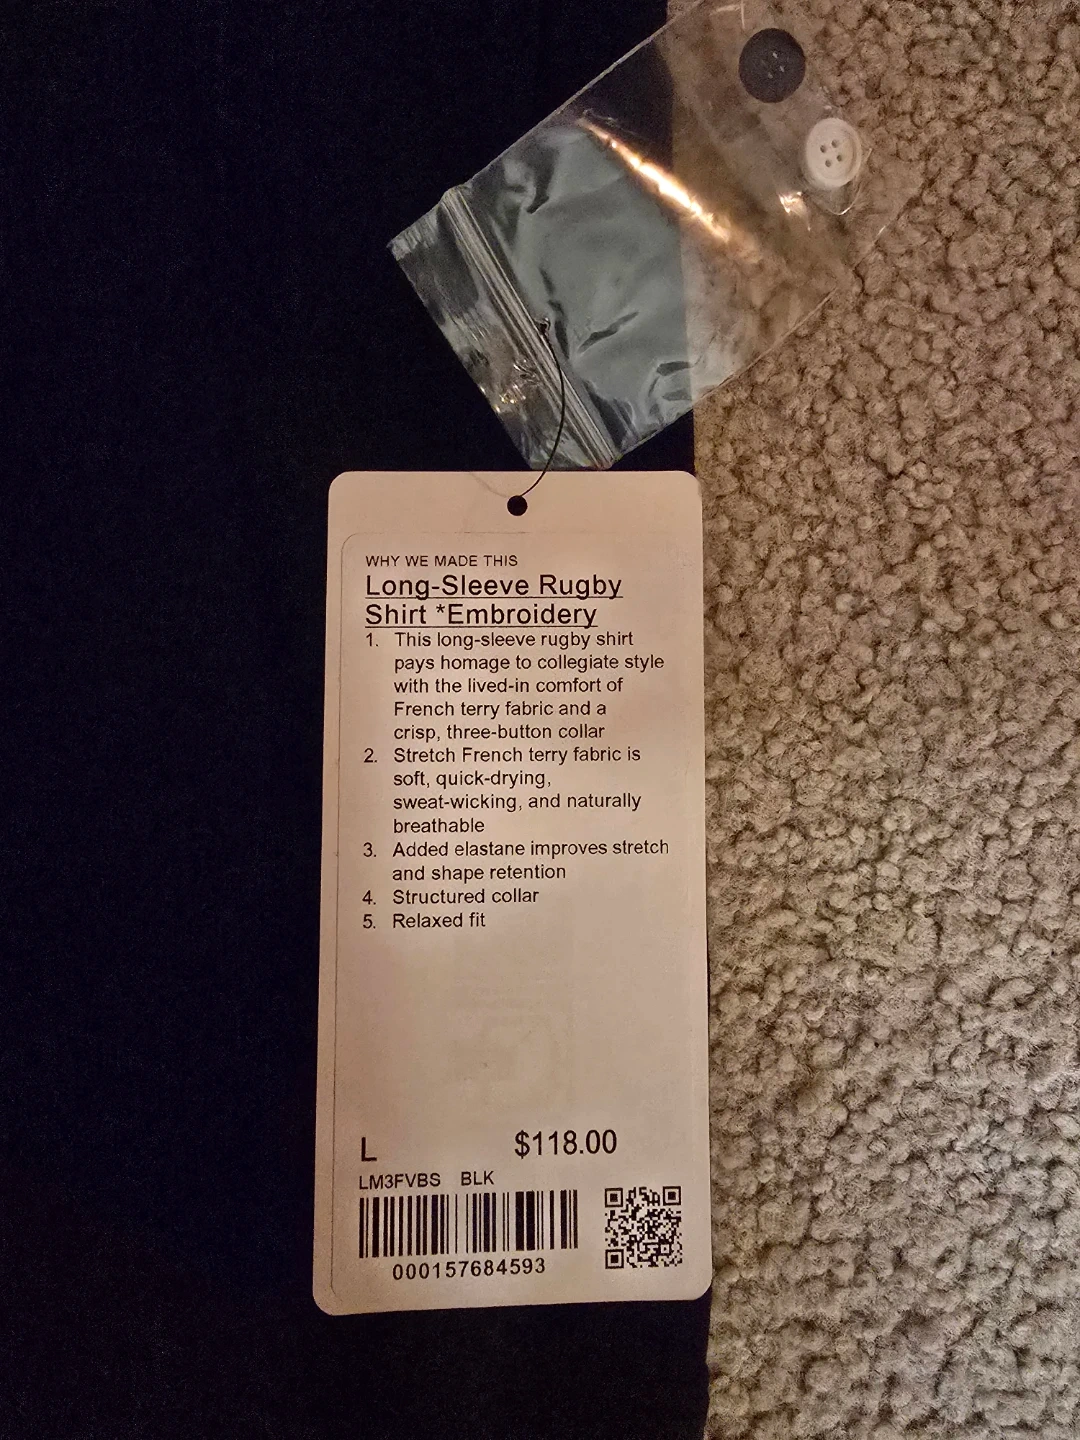 WHY WE MADE THIS
Long-Sleeve Rugby
Shirt *Embroidery
1. This long-sleeve rugby shirt
pays homage to collegiate style
with the lived-in comfort of
French terry fabric and a
crisp, three-button collar
2. Stretch French terry fabric is
soft, quick-drying,
sweat-wicking, and naturally
breathable
3. Added elastane improves stretch
and shape retention
4. Structured collar
5. Relaxed fit
L $118.00
LM3FVBS BLK
000157684593